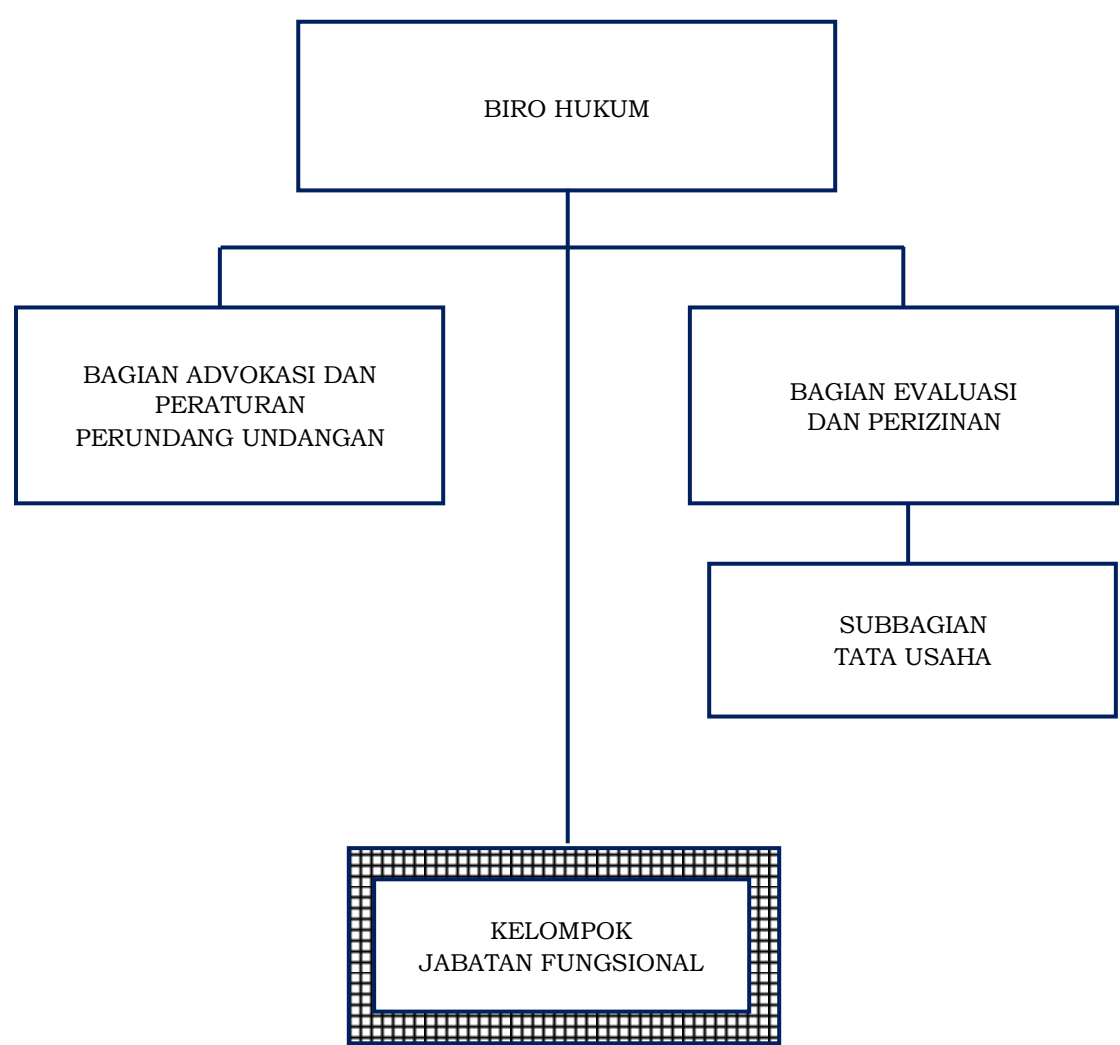 BIRO HUKUM
BAGIAN ADVOKASI DAN
PERATURAN
PERUNDANG UNDANGAN
BAGIAN EVALUASI
DAN PERIZINAN
SUBBAGIAN
TATA USAHA
KELOMPOK
JABATAN FUNGSIONAL